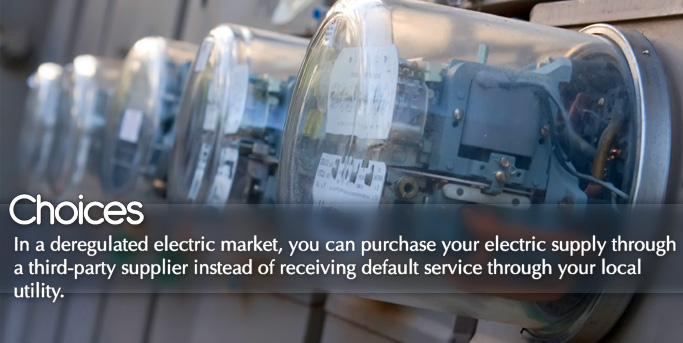 Choices
In a deregulated electric market, you can purchase your electric supply through
a third-party supplier instead of receiving default service through your local
utility.